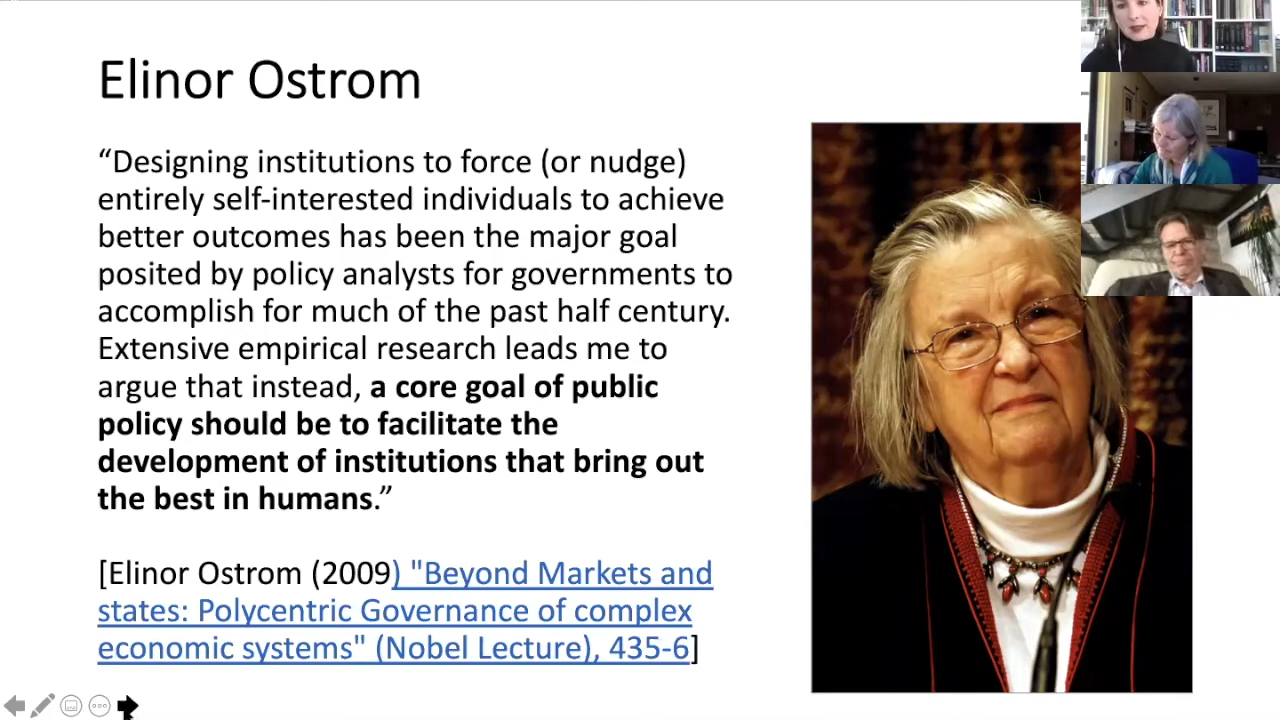 Elinor Ostrom
“Designing institutions to force (or nudge)
entirely self-interested individuals to achieve
better outcomes has been the major goal
posited by policy analysts for governments to
accomplish for much of the past half century.
Extensive empirical research leads me to
argue that instead, a core goal of public
policy should be to facilitate the
development of institutions that bring out
the best in humans.”
[Elinor Ostrom (2009) "Beyond Markets and
states: Polycentric Governance of complex
economic systems" (Nobel Lecture), 435-6]